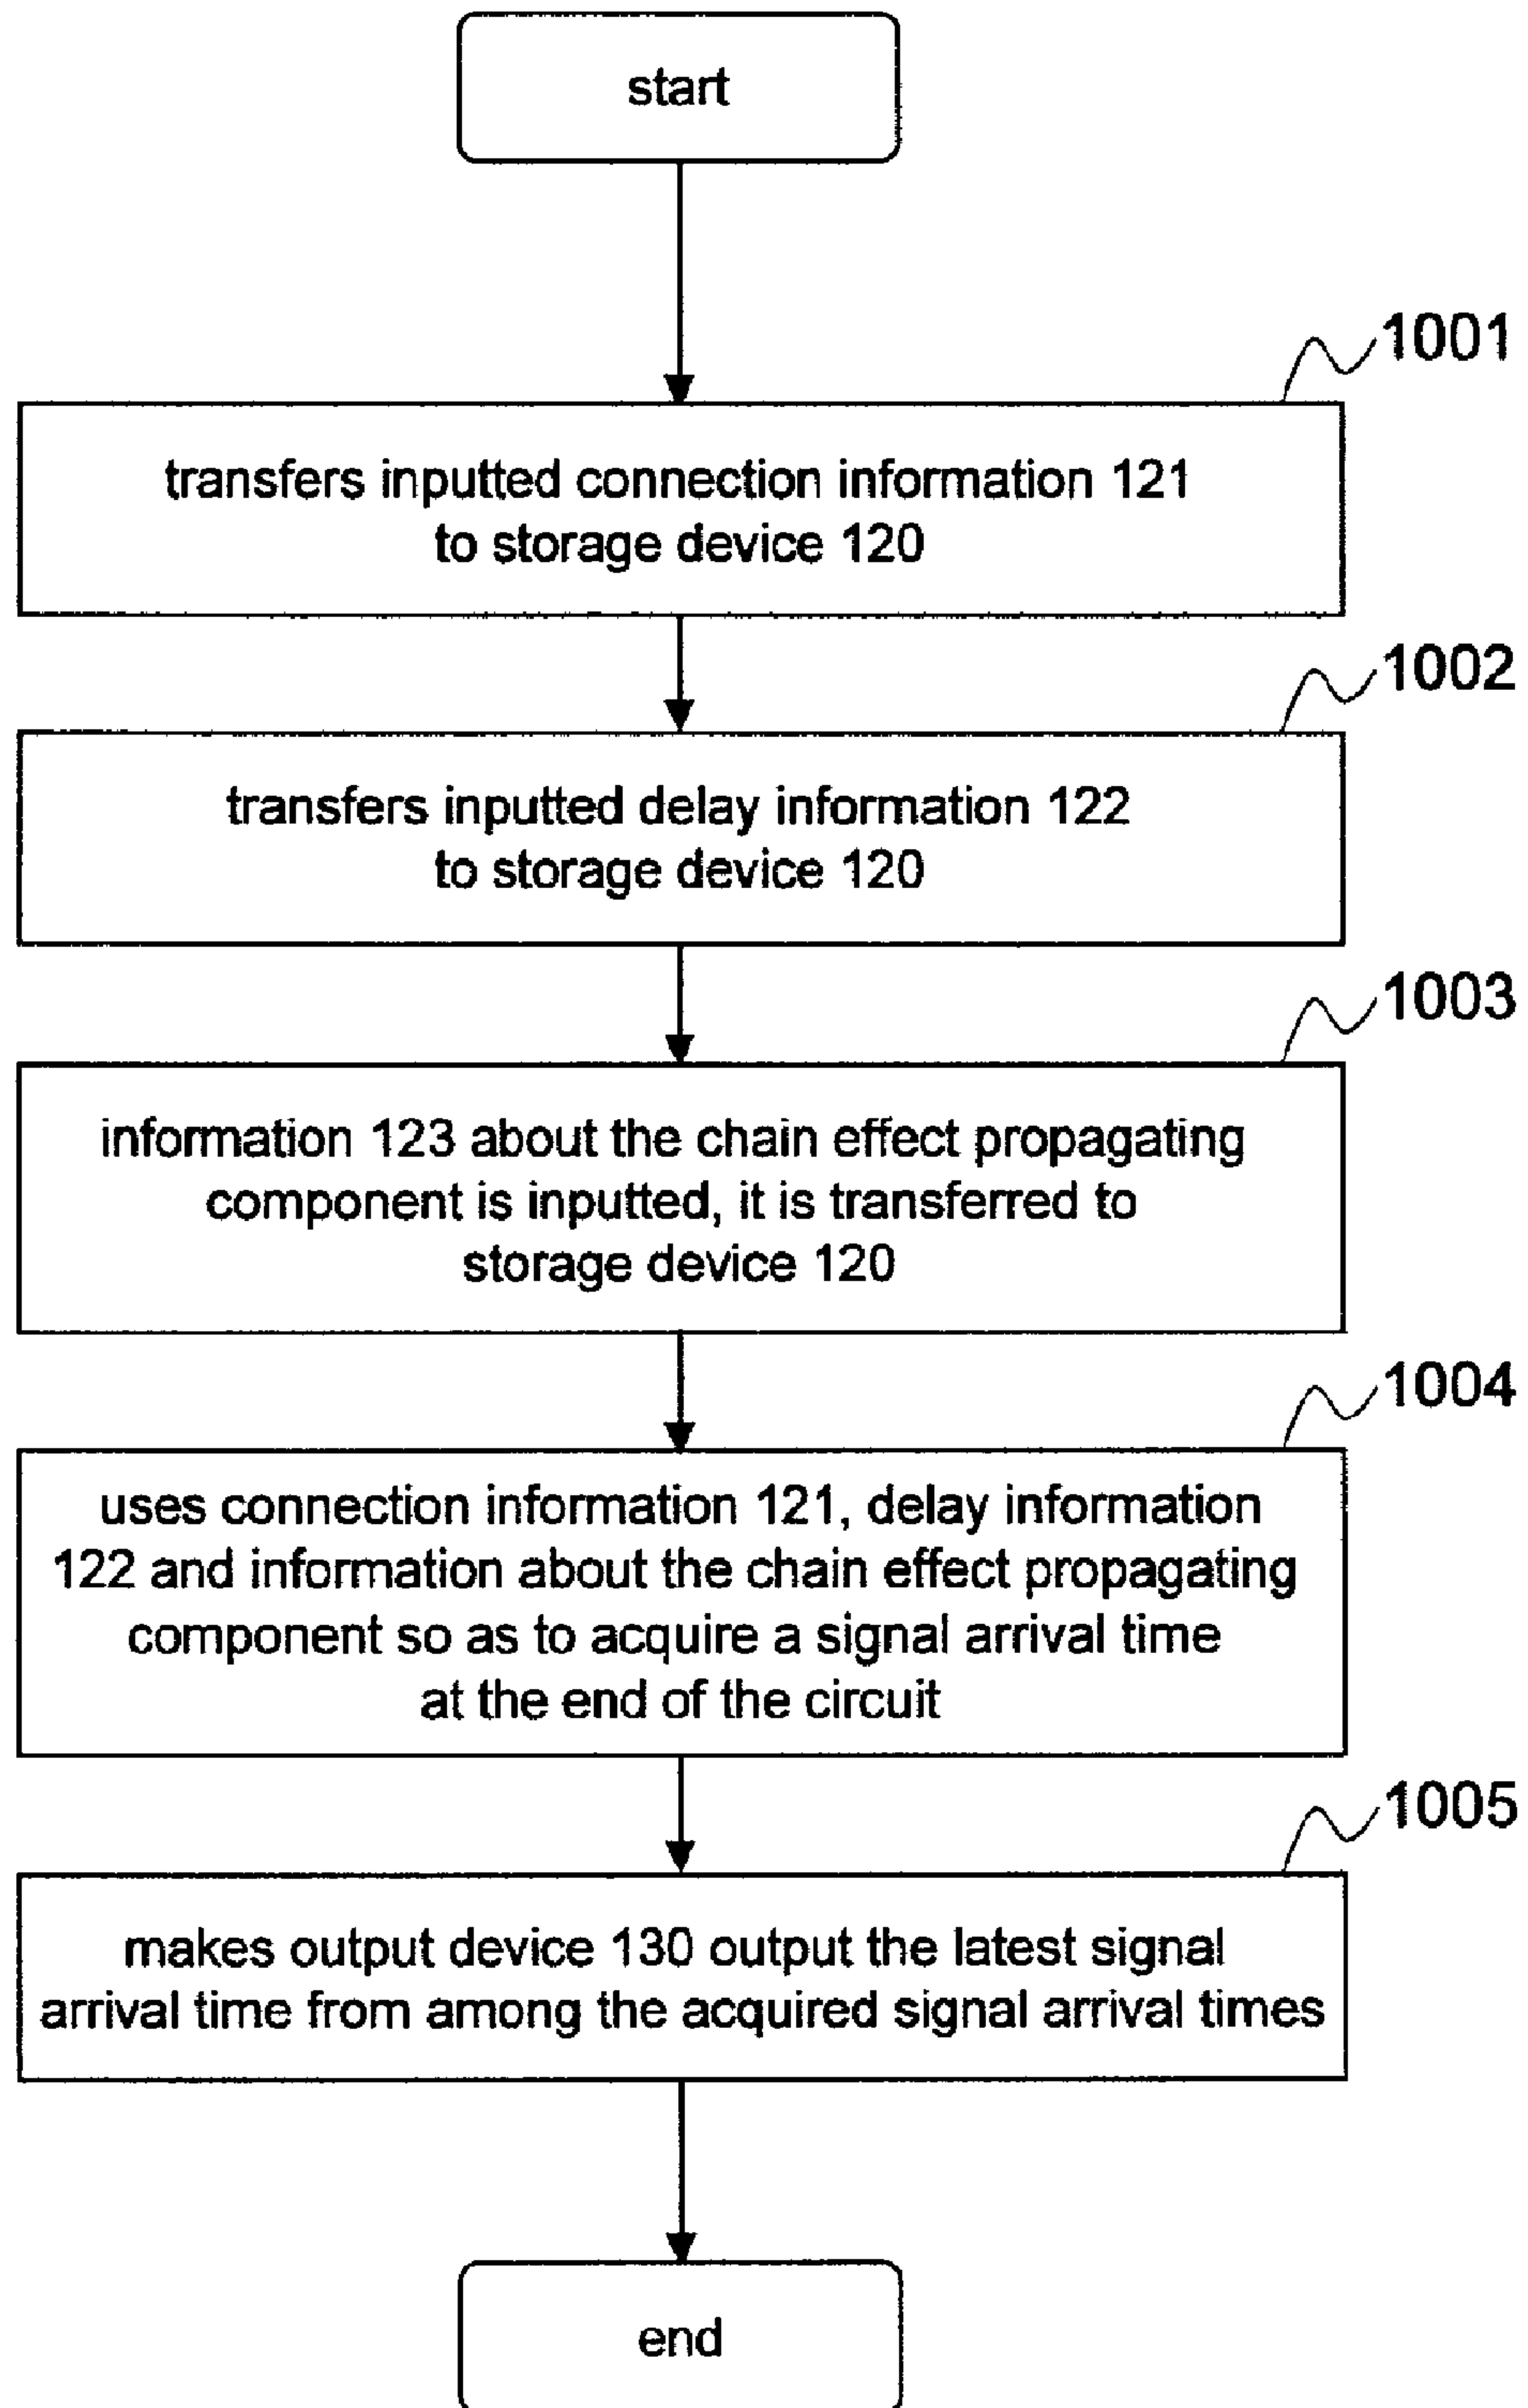 start
1001
transfers inputted connection information 121
to storage device 120
1002
transfers inputted delay information 122
to storage device 120
1003
information 123 about the chain effect propagating
component is inputted, it is transferred to
storage device 120
1004
uses connection information 121, delay information
122 and information about the chain effect propagating
component so as to acquire a signal arrival time
at the end of the circuit
1005
makes output device 130 output the latest signal
arrival time from among the acquired signal arrival times
end